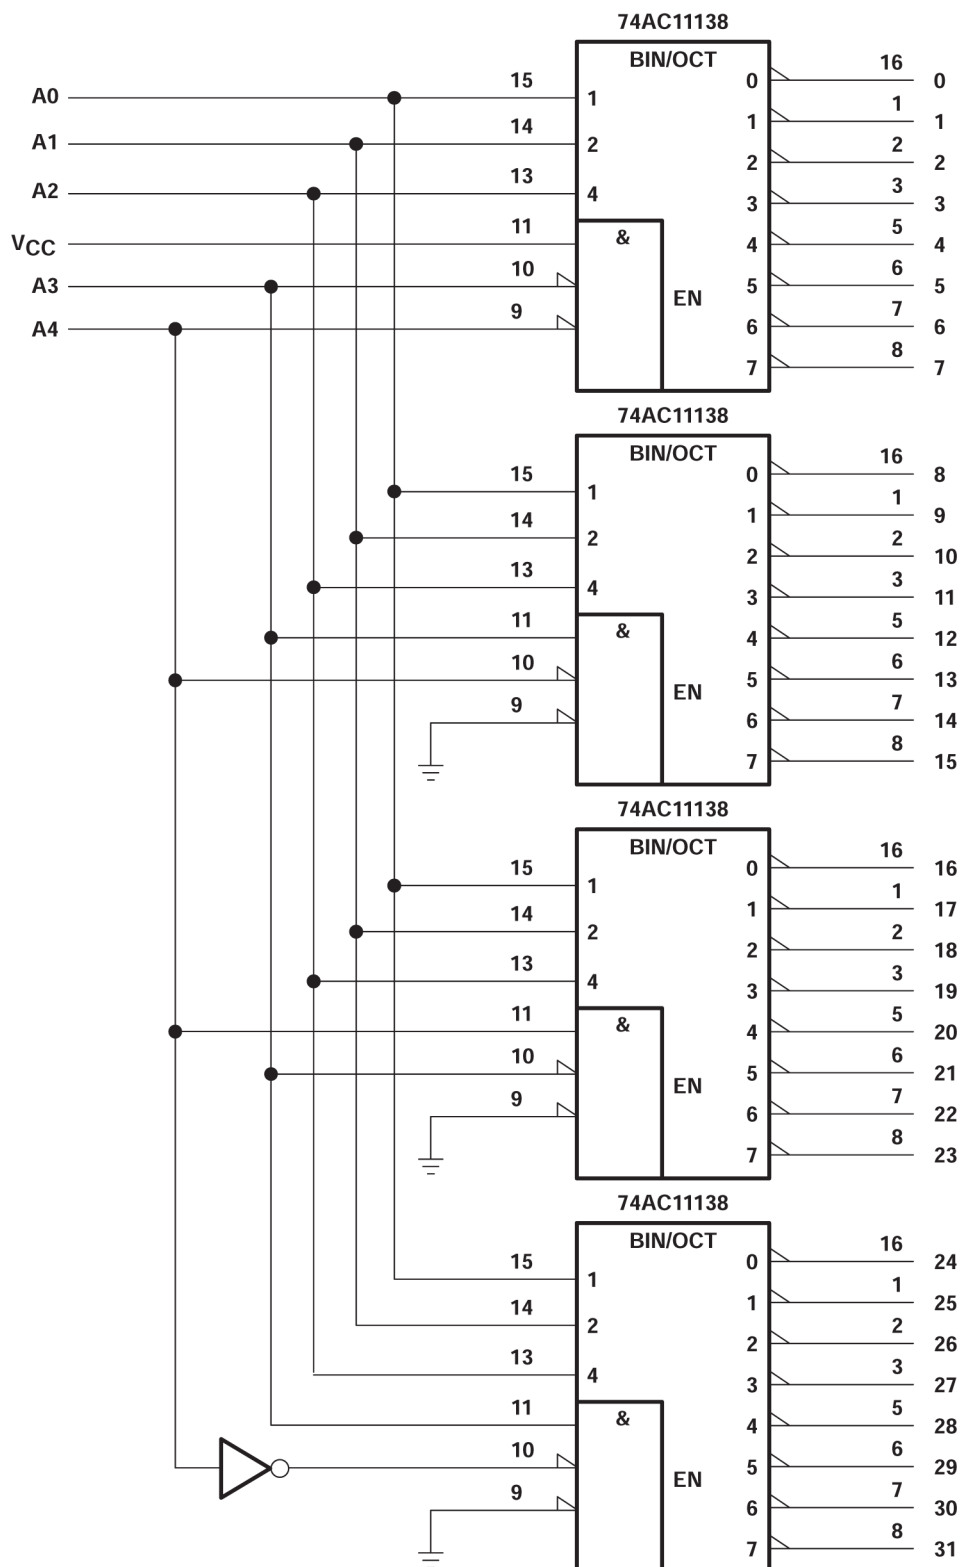 74AC11138
BIN/OCT
A0 15 1 0 16 0
A1 14 2 1 1 1
A2 13 4 2 2 2
3 3 3
VCC 11 & 4 5 4
A3 10 5 6 5
EN
A4 9 6 7 6
7 8 7
74AC11138
BIN/OCT
15 1 0 16 8
14 2 1 1 9
2 2 10
13 4 3 3 11
11 & 4 5 12
10 5 6 13
EN
9 6 7 14
7 8 15
74AC11138
BIN/OCT
15 1 0 16 16
14 2 1 1 17
2 2 18
13 4 3 3 19
11 & 4 5 20
10 5 6 21
EN
9 6 7 22
7 8 23
74AC11138
BIN/OCT
15 1 0 16 24
14 2 1 1 25
2 2 26
13 4 3 3 27
11 & 4 5 28
10 5 6 29
EN
9 6 7 30
7 8 31